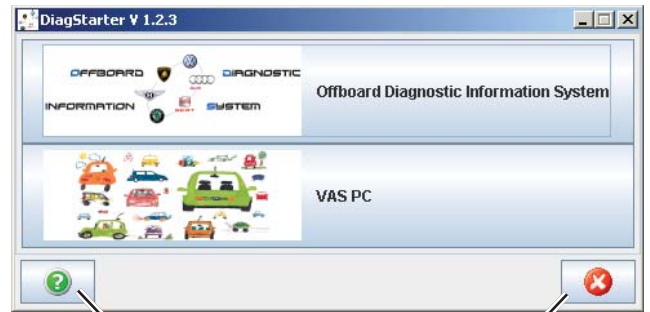 DiagStarter V 1.2.3
OFFBOARD DIAGNOSTIC
INFORMATION SYSTEM
Offboard Diagnostic Information System
VAS PC